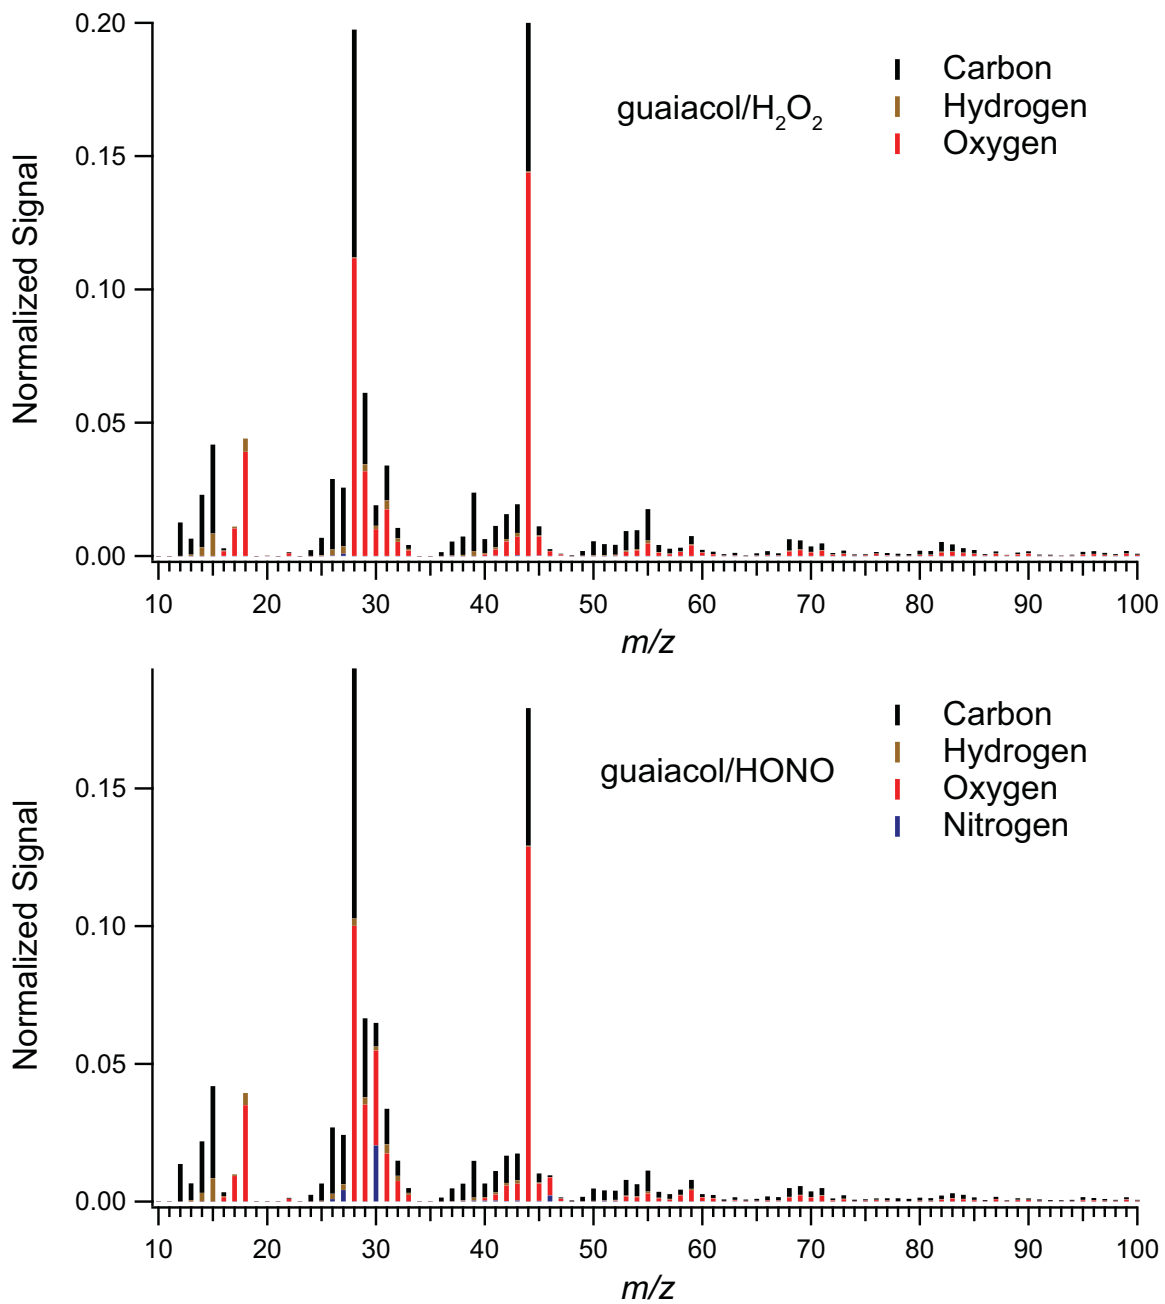 0.20
0.15
0.10
0.05
0.00
Normalized Signal
guaiacol/H₂O₂
Carbon
Hydrogen
Oxygen
10 20 30 40 50 60 70 80 90 100
m/z
0.15
0.10
0.05
0.00
Normalized Signal
guaiacol/HONO
Carbon
Hydrogen
Oxygen
Nitrogen
10 20 30 40 50 60 70 80 90 100
m/z